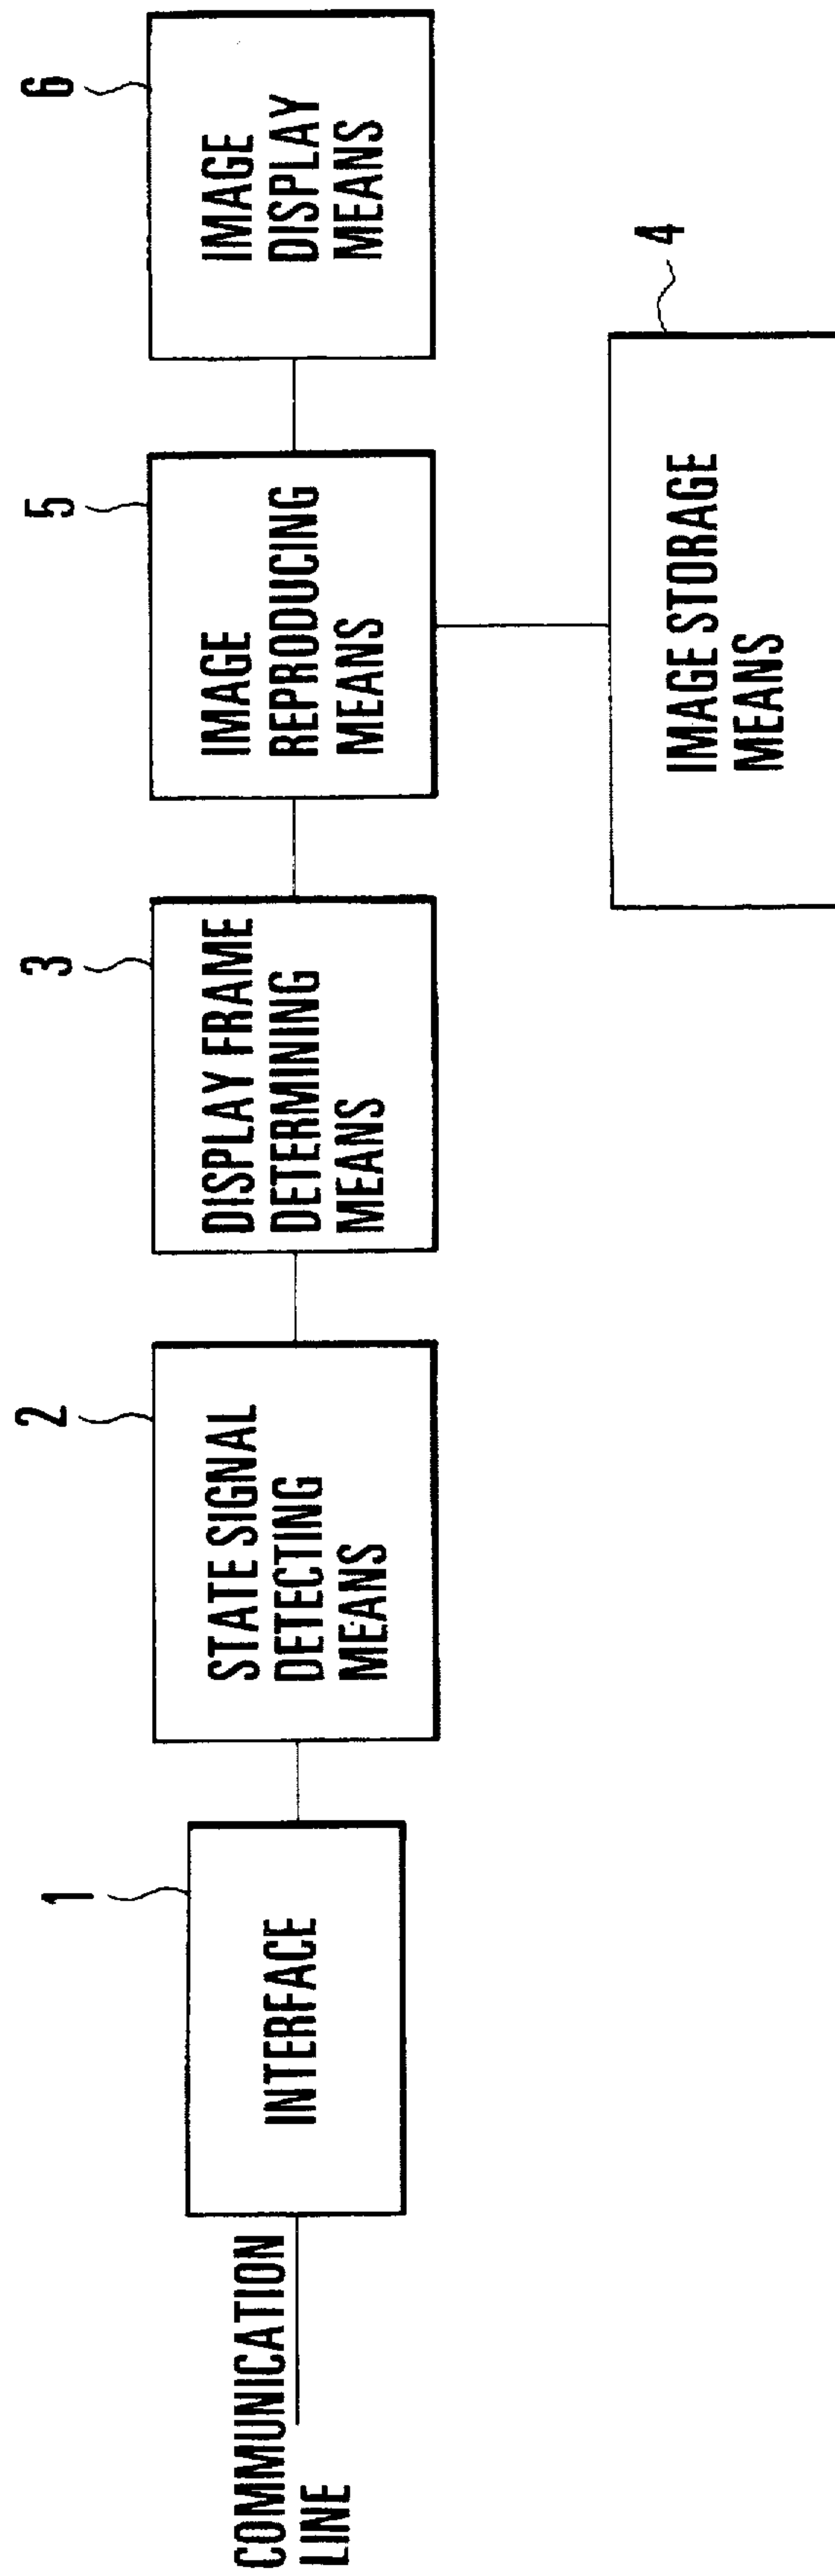 COMMUNICATION
LINE
1
INTERFACE
2
STATE SIGNAL
DETECTING
MEANS
3
DISPLAY FRAME
DETERMINING
MEANS
5
IMAGE
REPRODUCING
MEANS
6
IMAGE
DISPLAY
MEANS
4
IMAGE STORAGE
MEANS